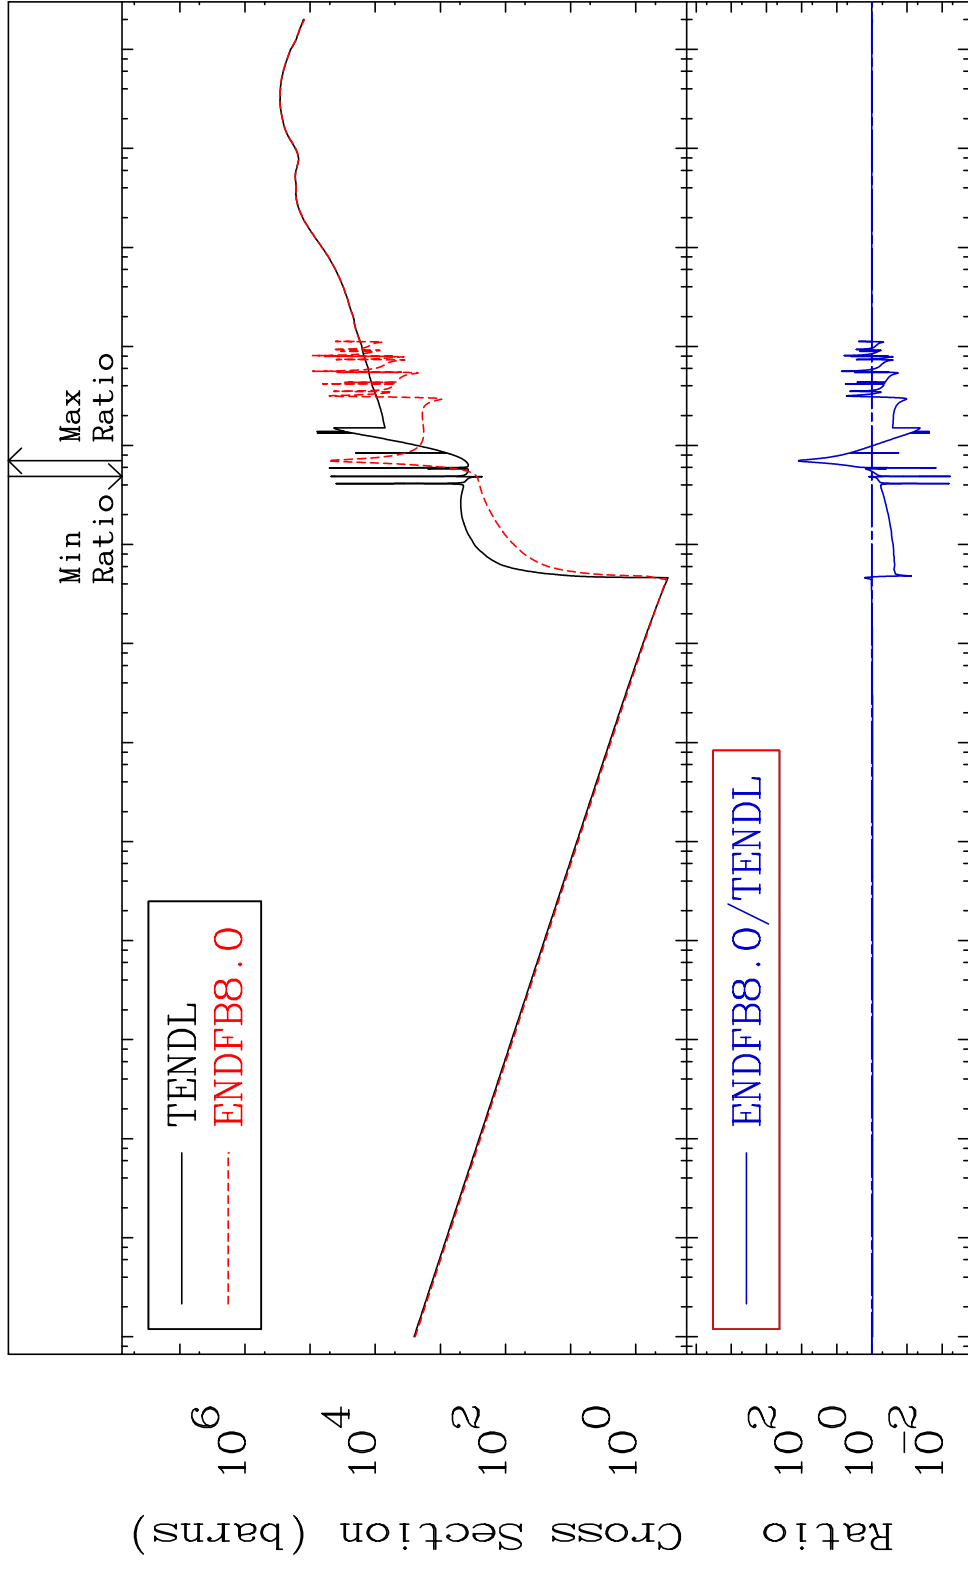 Min
Ratio
Max
Ratio
Cross Section (barns)
10^6
10^4
10^2
10^0
TENDL
ENDFB8.0
Ratio
10^2
10^0
10^-2
ENDFB8.0/TENDL